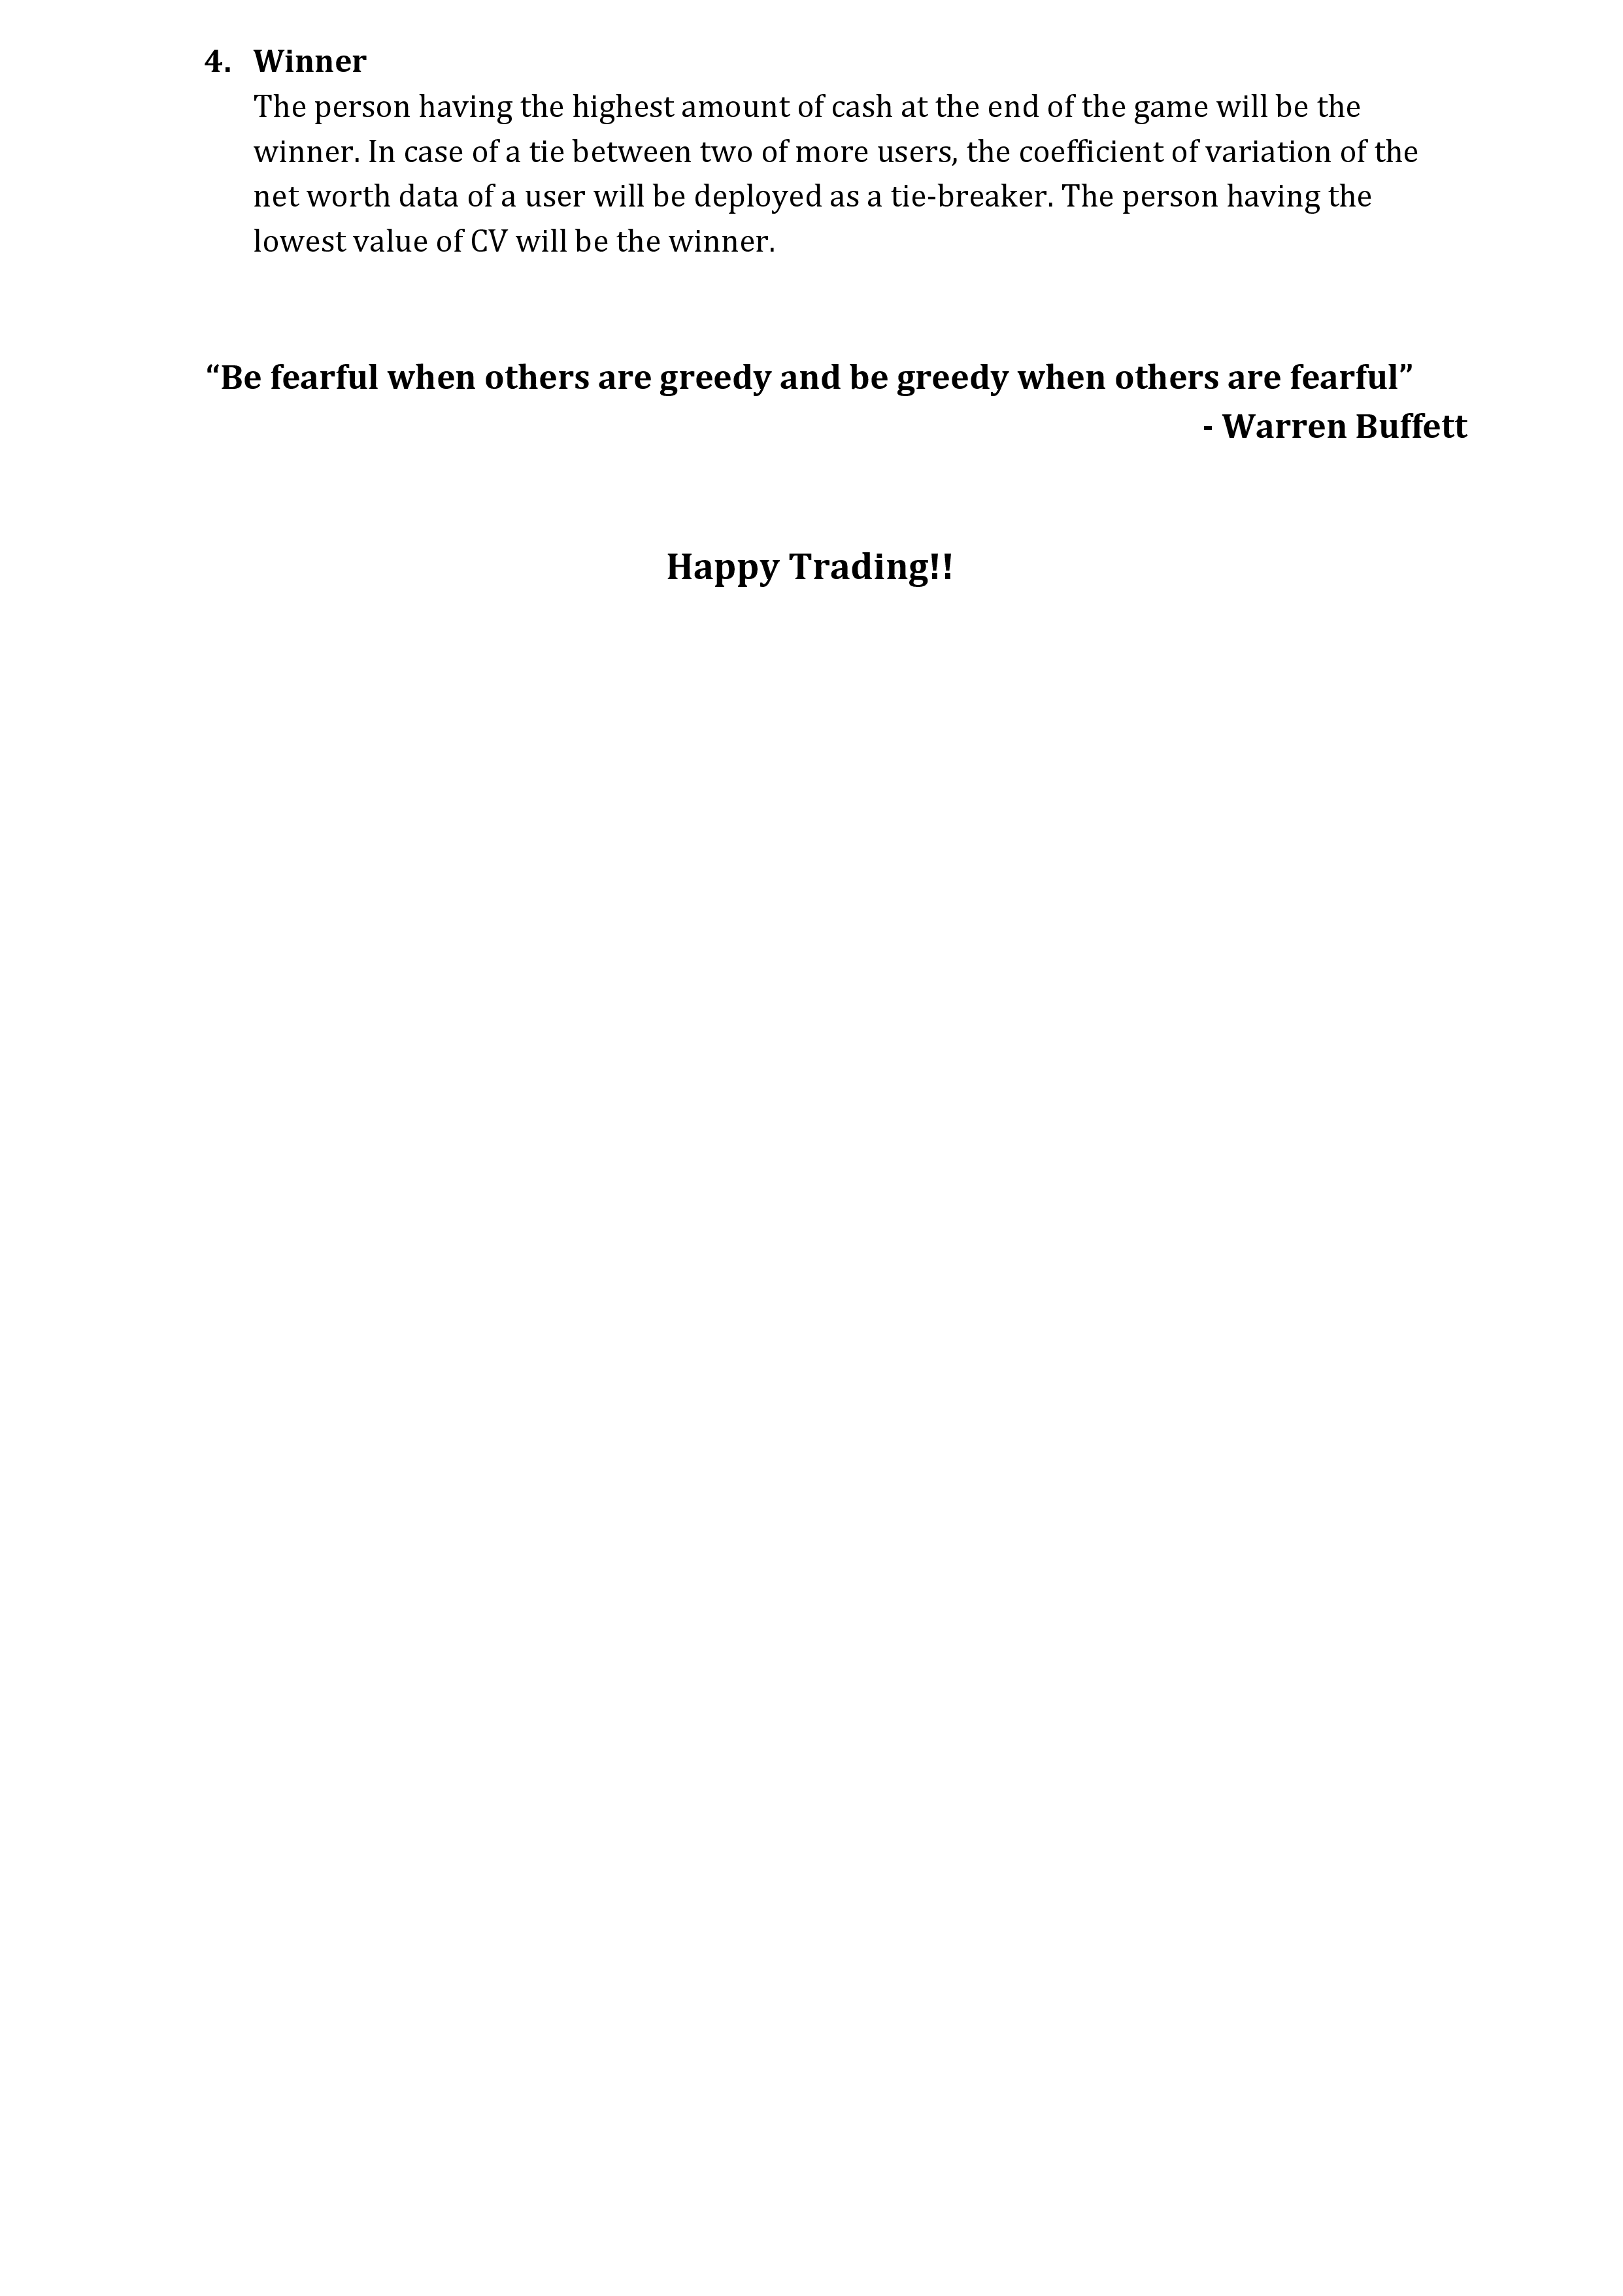 4. Winner
The person having the highest amount of cash at the end of the game will be the
winner. In case of a tie between two of more users, the coefficient of variation of the
net worth data of a user will be deployed as a tie-breaker. The person having the
lowest value of CV will be the winner.
“Be fearful when others are greedy and be greedy when others are fearful”
- Warren Buffett
Happy Trading!!